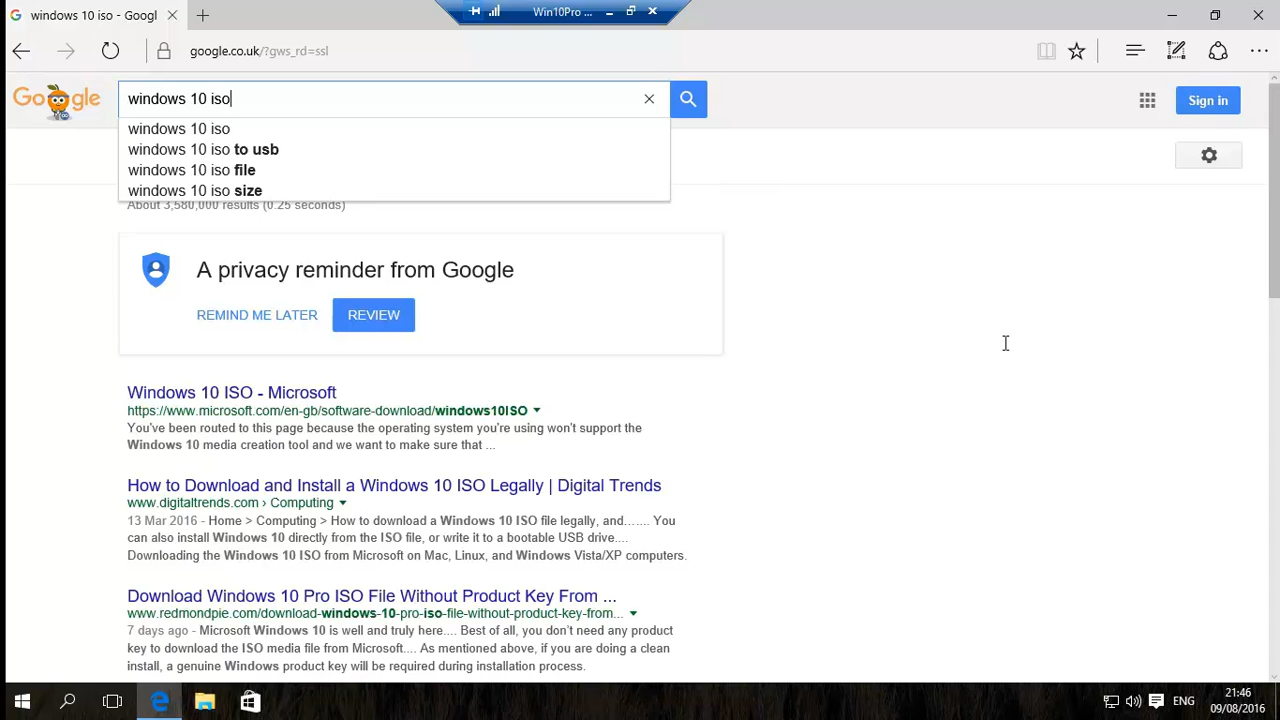 windows 10 iso - Googl
Win10Pro ...
google.co.uk/?gws_rd=ssl
Google
windows 10 iso
Sign in
windows 10 iso
windows 10 iso to usb
windows 10 iso file
windows 10 iso size
About 3,580,000 results (0.25 seconds)
A privacy reminder from Google
REMIND ME LATER
REVIEW
Windows 10 ISO - Microsoft
https://www.microsoft.com/en-gb/software-download/windows10ISO
You've been routed to this page because the operating system you're using won't support the
Windows 10 media creation tool and we want to make sure that ...
How to Download and Install a Windows 10 ISO Legally | Digital Trends
www.digitaltrends.com › Computing
13 Mar 2016 - Home > Computing > How to download a Windows 10 ISO file legally, and…... You
can also install Windows 10 directly from the ISO file, or write it to a bootable USB drive....
Downloading the Windows 10 ISO from Microsoft on Mac, Linux, and Windows Vista/XP computers.
Download Windows 10 Pro ISO File Without Product Key From ...
www.redmondpie.com/download-windows-10-pro-iso-file-without-product-key-from...
7 days ago - Microsoft Windows 10 is well and truly here.... Best of all, you don't need any product
key to download the ISO media file from Microsoft.... As mentioned above, if you are doing a clean
install, a genuine Windows product key will be required during installation process.
ENG
21:46
09/08/2016